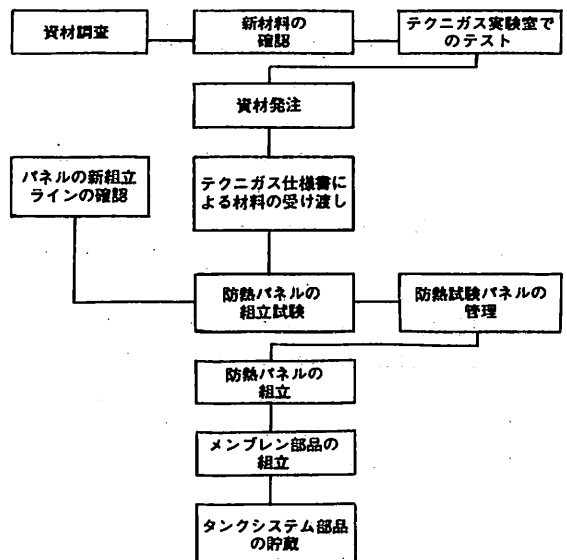 資材調査
新材料の
確認
テクニガス実験室で
のテスト
資材発注
パネルの新組立
ラインの確認
テクニガス仕様書に
よる材料の受け渡し
防熱パネルの
組立試験
防熱試験パネルの
管理
防熱パネルの
組立
メンブレン部品の
組立
タンクシステム部品
の貯蔵